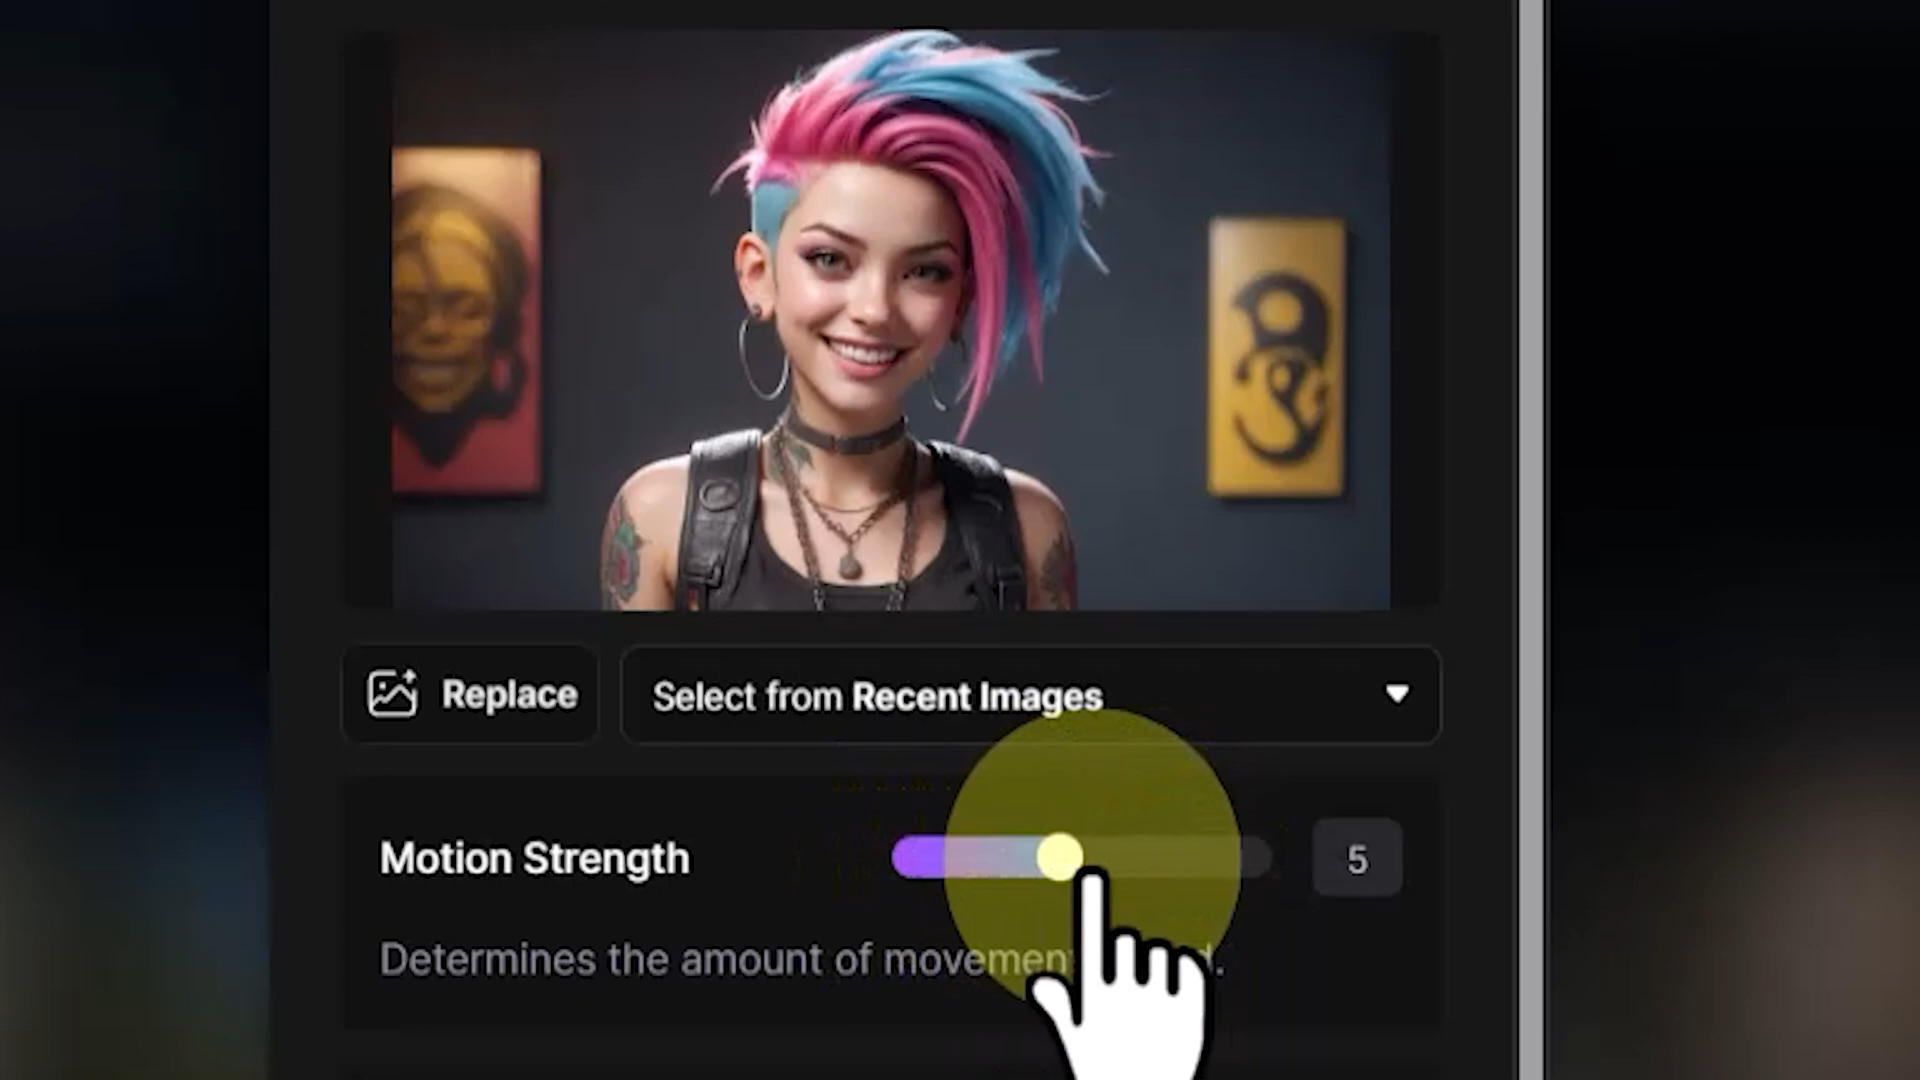 Replace
Select from Recent Images
Motion Strength
5
Determines the amount of movemen